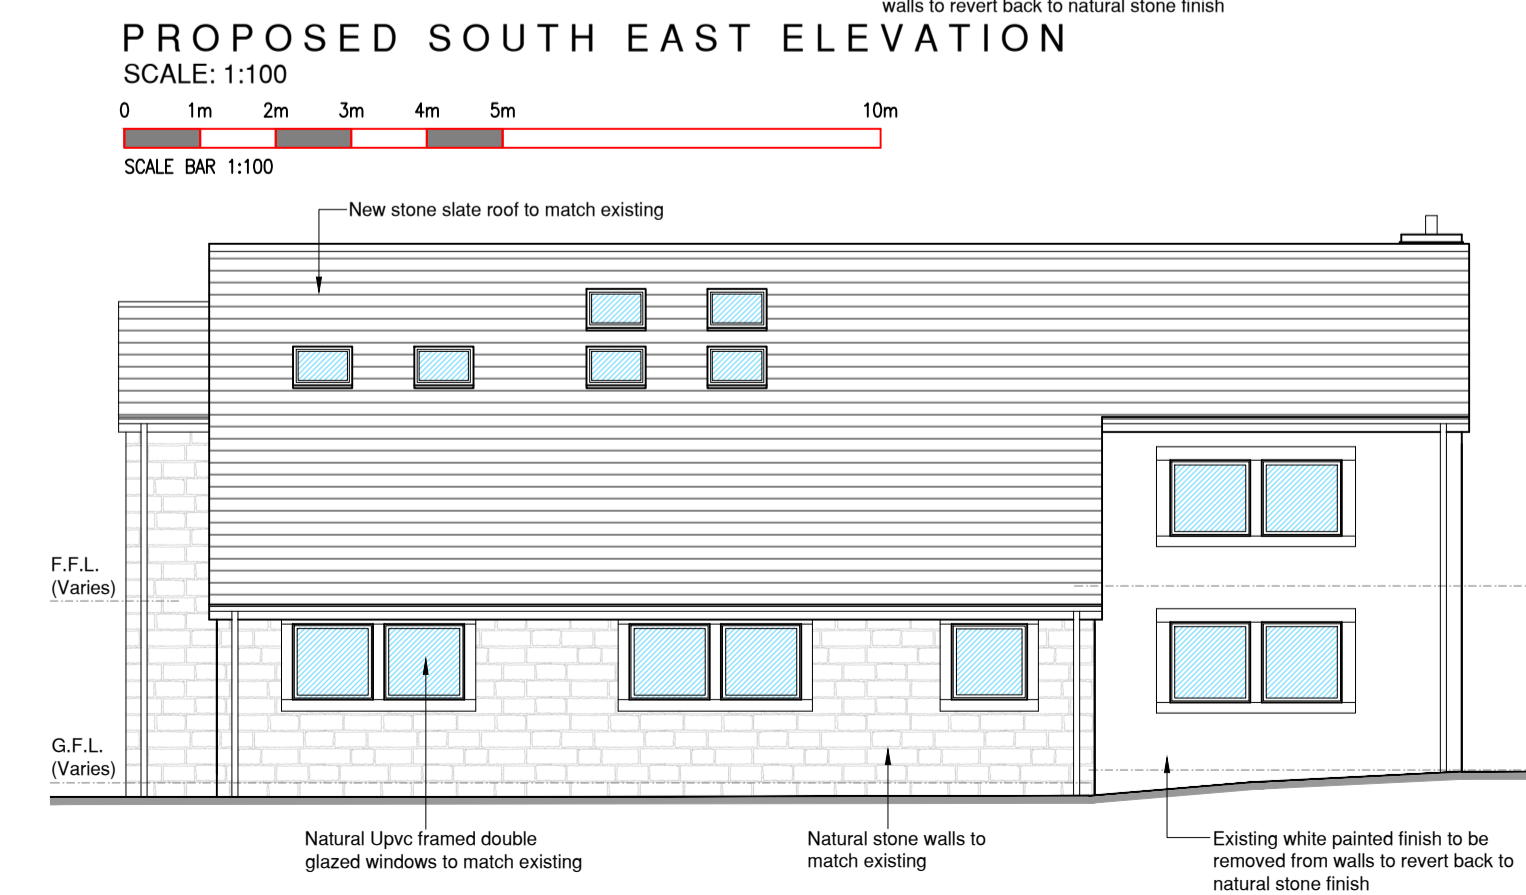 walls to revert back to natural stone finish
PROPOSED SOUTH EAST ELEVATION
SCALE: 1:100
0 1m 2m 3m 4m 5m 10m
SCALE BAR 1:100
New stone slate roof to match existing
F.F.L.
(Varies)
G.F.L.
(Varies)
Natural Upvc framed double
glazed windows to match existing
Natural stone walls to
match existing
Existing white painted finish to be
removed from walls to revert back to
natural stone finish